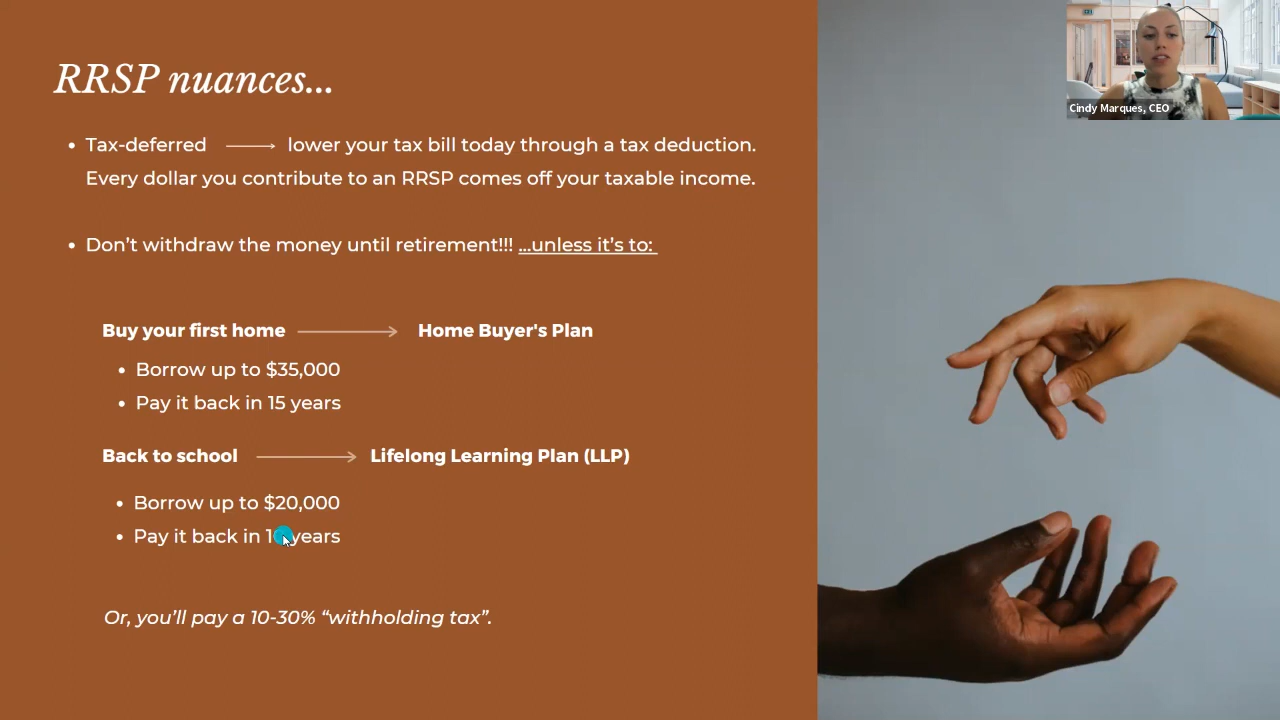 RRSP nuances...
Cindy Marques, CEO
• Tax-deferred → lower your tax bill today through a tax deduction.
Every dollar you contribute to an RRSP comes off your taxable income.
• Don't withdraw the money until retirement!!! ...unless it's to:
Buy your first home → Home Buyer's Plan
• Borrow up to $35,000
• Pay it back in 15 years
Back to school → Lifelong Learning Plan (LLP)
• Borrow up to $20,000
• Pay it back in years
Or, you'll pay a 10-30% “withholding tax”.